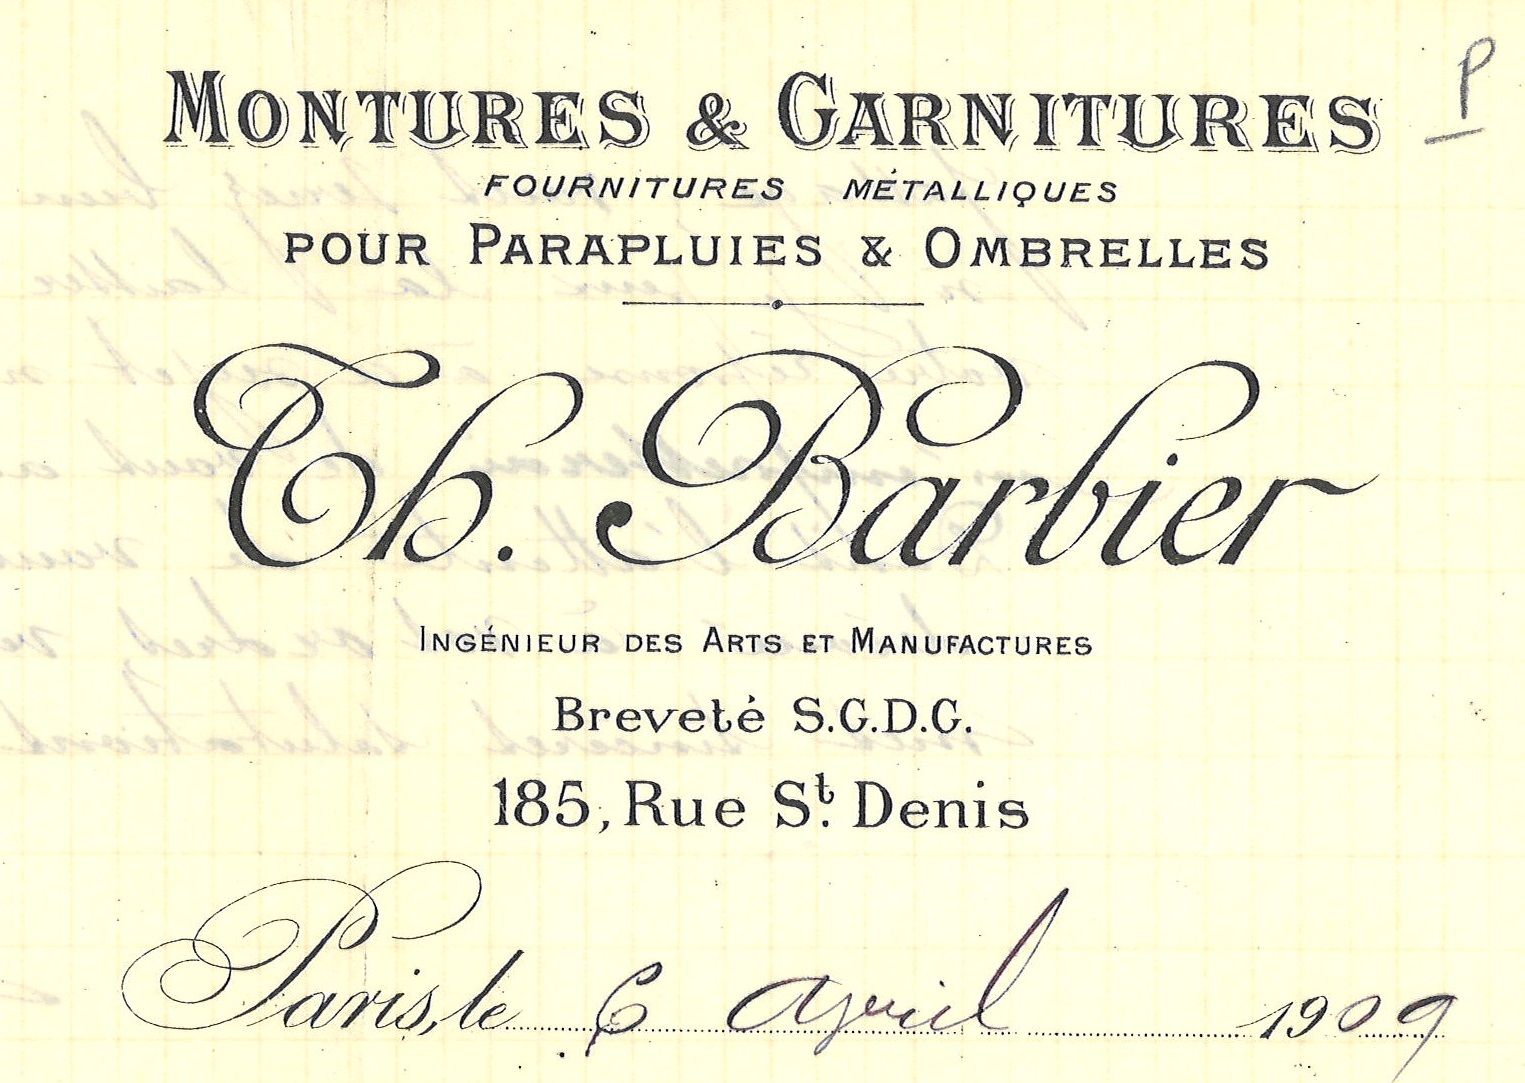 MONTURES & GARNITURES
P
FOURNITURES MÉTALLIQUES
POUR PARAPLUIES & OMBRELLES
Th. Barbier
INGÉNIEUR DES ARTS ET MANUFACTURES
Breveté S.G.D.G.
185, Rue St. Denis
Paris, le 6 Avril 1909